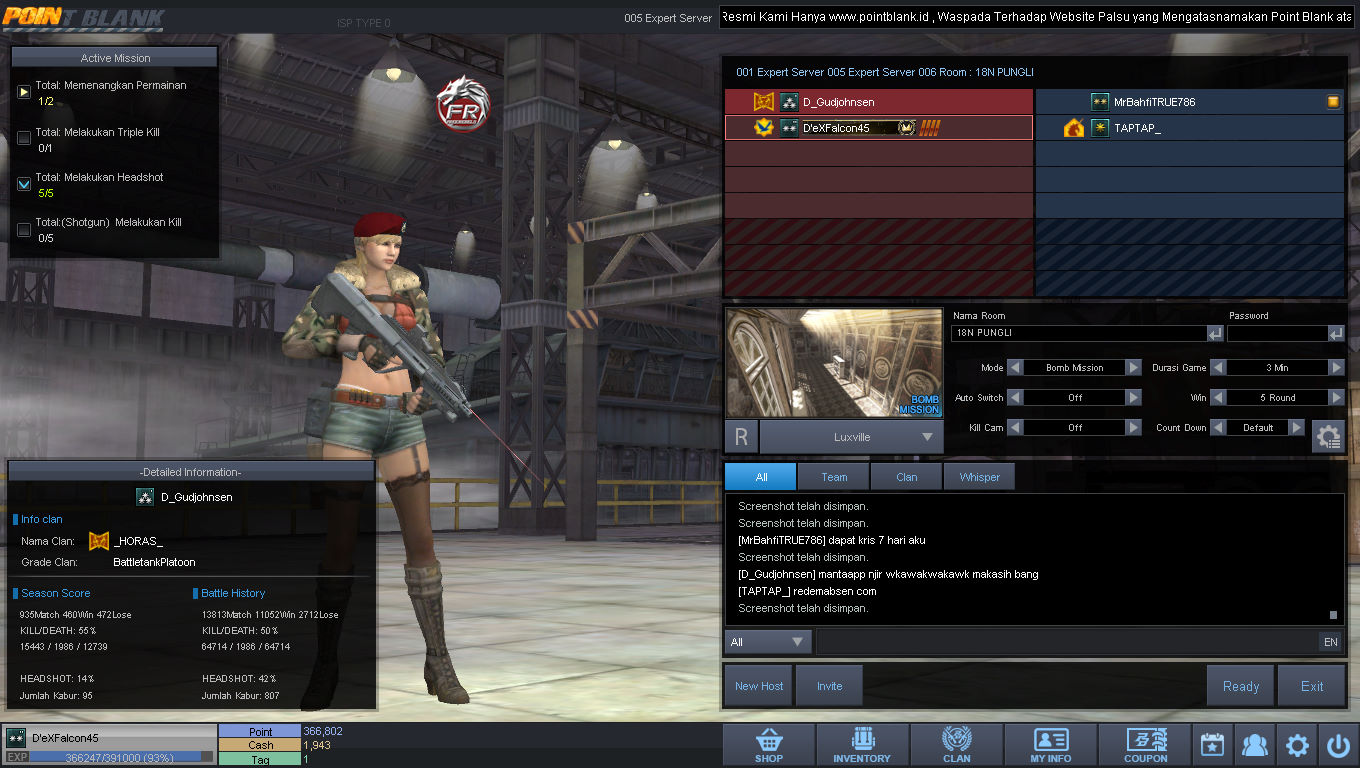 POINT BLANK
ISP TYPE 0
005 Expert Server
Resmi Kami Hanya www.pointblank.id , Waspada Terhadap Website Palsu yang Mengatasnamakan Point Blank ata
Active Mission
Total: Memenangkan Permainan
1/2
Total: Melakukan Triple Kill
0/1
Total: Melakukan Headshot
5/5
Total:(Shotgun) Melakukan Kill
0/5
FR
001 Expert Server 005 Expert Server 006 Room : 18N PUNGLI
D_Gudjohnsen
MrBahfiTRUE786
D'eXFalcon45
TAPTAP_
Nama Room
Password
18N PUNGLI
Mode
Bomb Mission
Durasi Game
3 Min
Auto Switch
Off
Win
5 Round
Kill Cam
Off
Count Down
Default
BOMB
MISSION
R
Luxville
All
Team
Clan
Whisper
Screenshot telah disimpan.
Screenshot telah disimpan.
[MrBahfiTRUE786] dapat kris 7 hari aku
Screenshot telah disimpan.
[D_Gudjohnsen] mantaapp njir wkawakwakawk makasih bang
[TAPTAP_] redemabsen com
Screenshot telah disimpan.
All
EN
New Host
Invite
Ready
Exit
-Detailed Information-
D_Gudjohnsen
Info clan
Nama Clan:
_HORAS_
Grade Clan:
BattletankPlatoon
Season Score
Battle History
935Match 460Win 472Lose
13813Match 11052Win 2712Lose
KILL/DEATH: 55%
KILL/DEATH: 50%
15443 / 1986 / 12739
64714 / 1986 / 64714
HEADSHOT: 14%
HEADSHOT: 42%
Jumlah Kabur: 95
Jumlah Kabur: 807
D'eXFalcon45
EXP
366247/391000 (93%)
Point
366,802
Cash
1,943
Tag
1
SHOP
INVENTORY
CLAN
MY INFO
COUPON